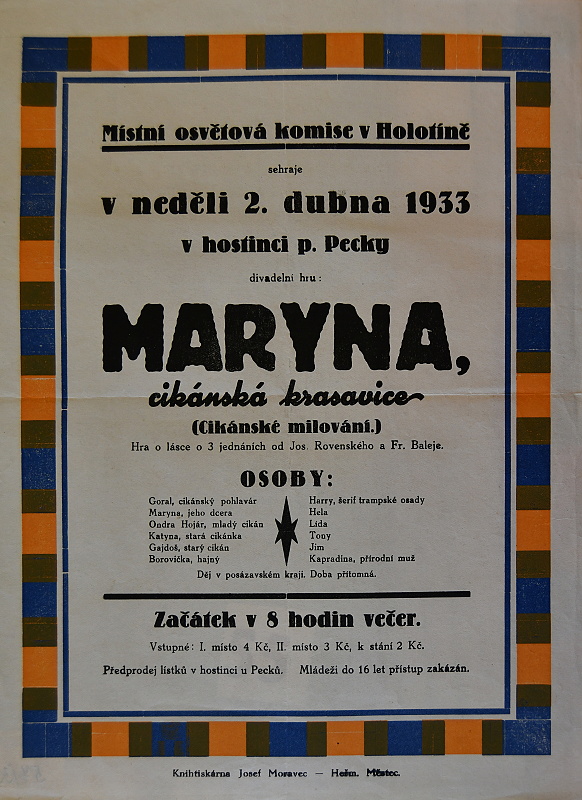 Místní osvětová komise v Holotíně
sehraje
v neděli 2. dubna 1933
v hostinci p. Pecky
divadelní hru:
MARYNA,
cikánská krasavice
(Cikánské milování.)
Hra o lásce o 3 jednáních od Jos. Rovenského a Fr. Baleje.
OSOBY:
Goral, cikánský pohlavár
Maryna, jeho dcera
Ondra Hojár, mladý cikán
Katyna, stará cikánka
Gajdoš, starý cikán
Borovička, hajný
Harry, šerif trampské osady
Hela
Lída
Tony
Jim
Kapradina, přírodní muž
Děj v posázavském kraji. Doba přítomná.
Začátek v 8 hodin večer.
Vstupné: I. místo 4 Kč, II. místo 3 Kč, k stání 2 Kč.
Předprodej lístků v hostinci u Pecků. Mládeži do 16 let přístup zakázán.
Knihtiskárna Josef Moravec — Heřm. Městec.